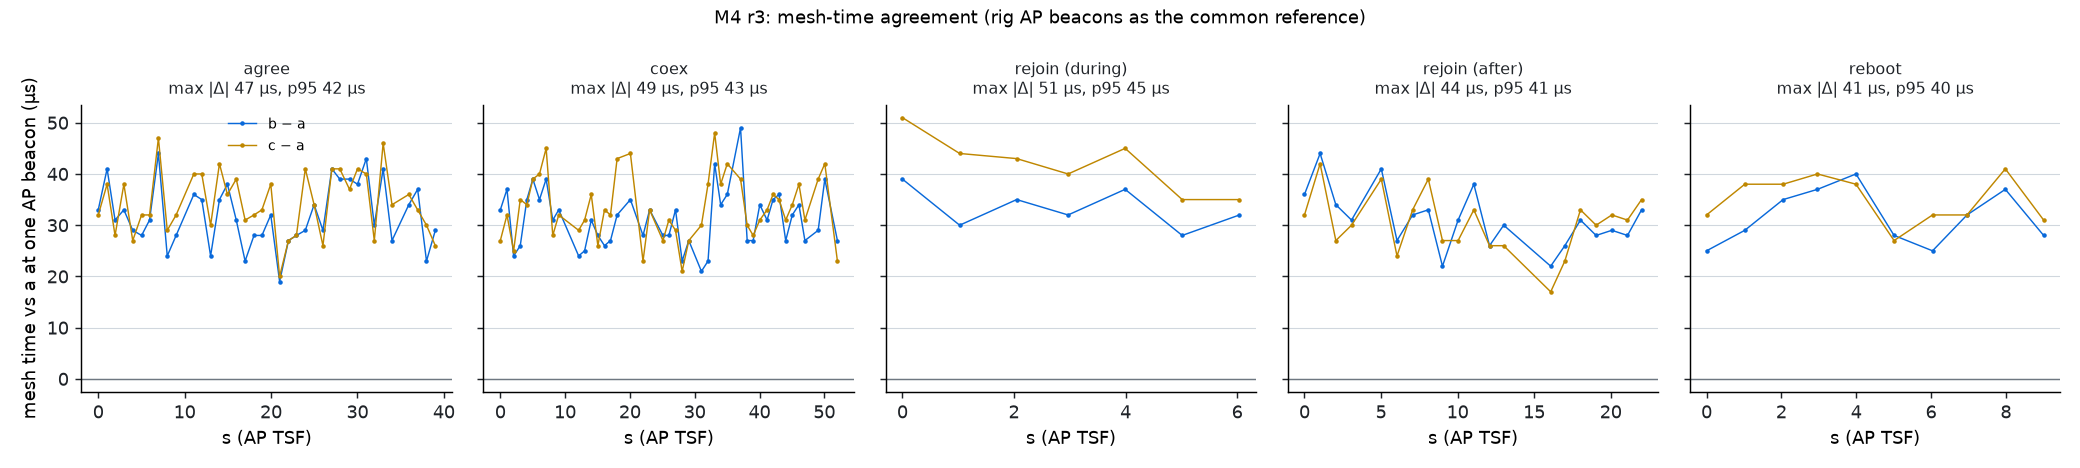 M4 r3: mesh-time agreement (rig AP beacons as the common reference)
mesh time vs a at one AP beacon (µs)
agree
max |Δ| 47 µs, p95 42 µs
b − a
c − a
0
10
20
30
40
50
0 10 20 30 40
s (AP TSF)
coex
max |Δ| 49 µs, p95 43 µs
0 10 20 30 40 50
s (AP TSF)
rejoin (during)
max |Δ| 51 µs, p95 45 µs
0 2 4 6
s (AP TSF)
rejoin (after)
max |Δ| 44 µs, p95 41 µs
0 5 10 15 20
s (AP TSF)
reboot
max |Δ| 41 µs, p95 40 µs
0 2 4 6 8
s (AP TSF)